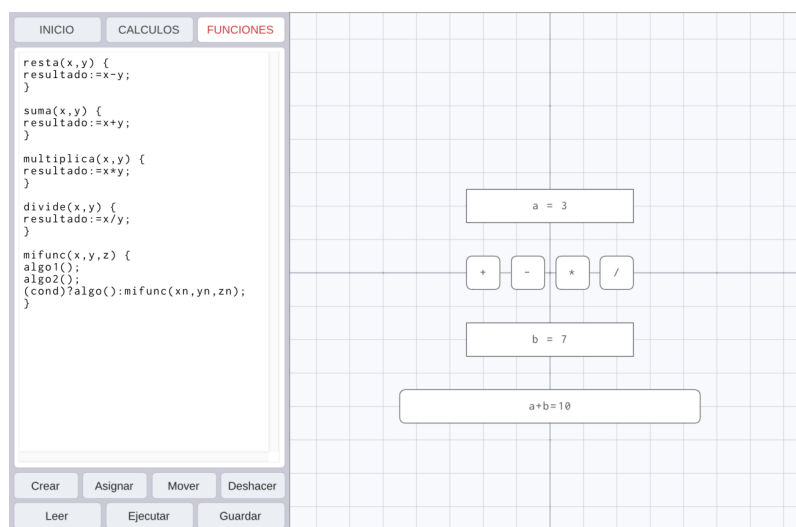 INICIO
CALCULOS
FUNCIONES
resta(x,y) {
resultado:=x-y;
}
suma(x,y) {
resultado:=x+y;
}
multiplica(x,y) {
resultado:=x*y;
}
divide(x,y) {
resultado:=x/y;
}
mifunc(x,y,z) {
algo1();
algo2();
(cond)?algo():mifunc(xn,yn,zn);
}
Crear
Asignar
Mover
Deshacer
Leer
Ejecutar
Guardar
a = 3
+
-
*
/
b = 7
a+b=10